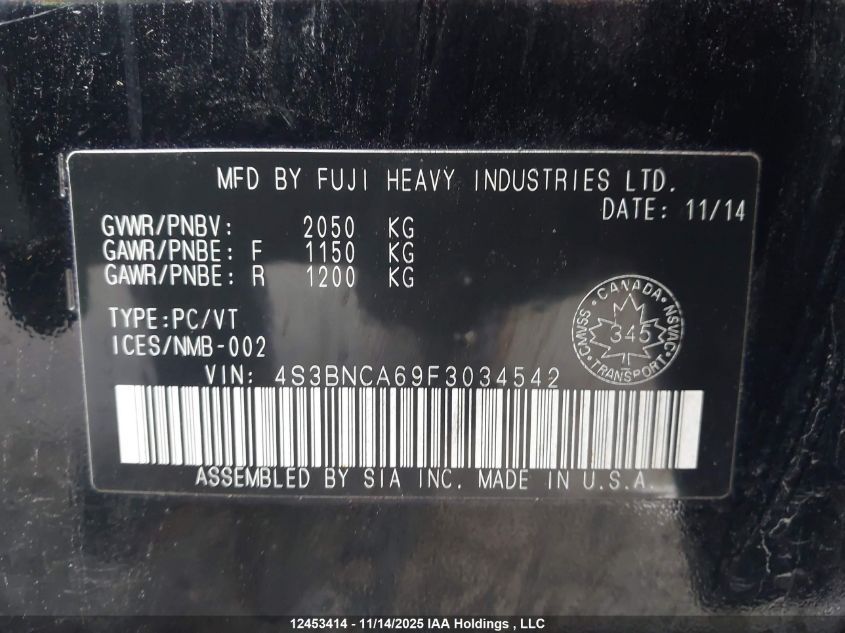 MFD BY FUJI HEAVY INDUSTRIES LTD.
DATE: 11/14
GVWR/PNBV: 2050 KG
GAWR/PNBE: F 1150 KG
GAWR/PNBE: R 1200 KG
TYPE:PC/VT
ICES/NMB-002
CANADA
CMVSS 345 NSVAC
TRANSPORT
VIN: 4S3BNCA69F3034542
ASSEMBLED BY SIA INC. MADE IN U.S.A.
12453414 - 11/14/2025 IAA Holdings , LLC